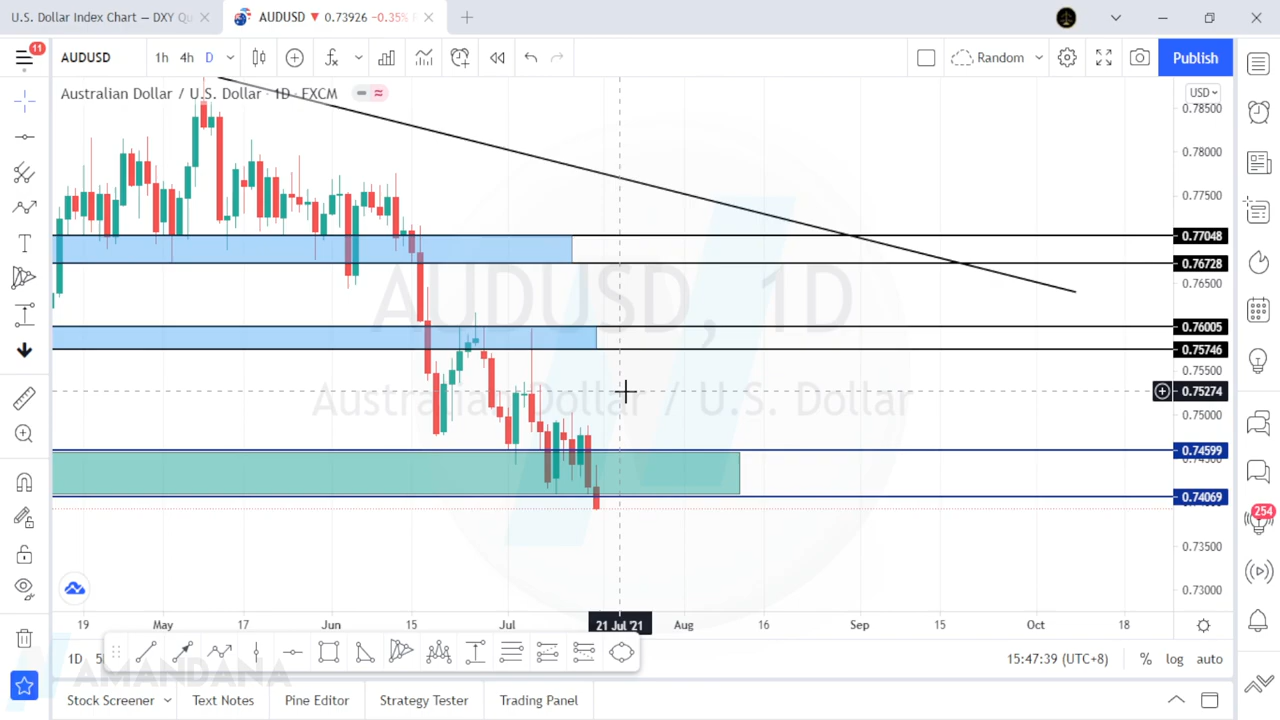 U.S. Dollar Index Chart — DXY Qu
AUDUSD ▼ 0.73926 −0.35%
11
AUDUSD 1h 4h D
Random
Publish
Australian Dollar / U.S. Dollar · 1D · FXCM
USD
0.78500
0.78000
0.77500
0.77048
0.76728
0.76500
0.76005
0.75746
0.75500
0.75274
0.75000
0.74599
0.74069
0.73500
0.73000
AUDUSD, 1D
Australian Dollar / U.S. Dollar
254
19 May 17 Jun 15 Jul 21 Jul '21 Aug 16 Sep 15 Oct 18
1D
15:47:39 (UTC+8) % log auto
AMANDANA
Stock Screener Text Notes Pine Editor Strategy Tester Trading Panel